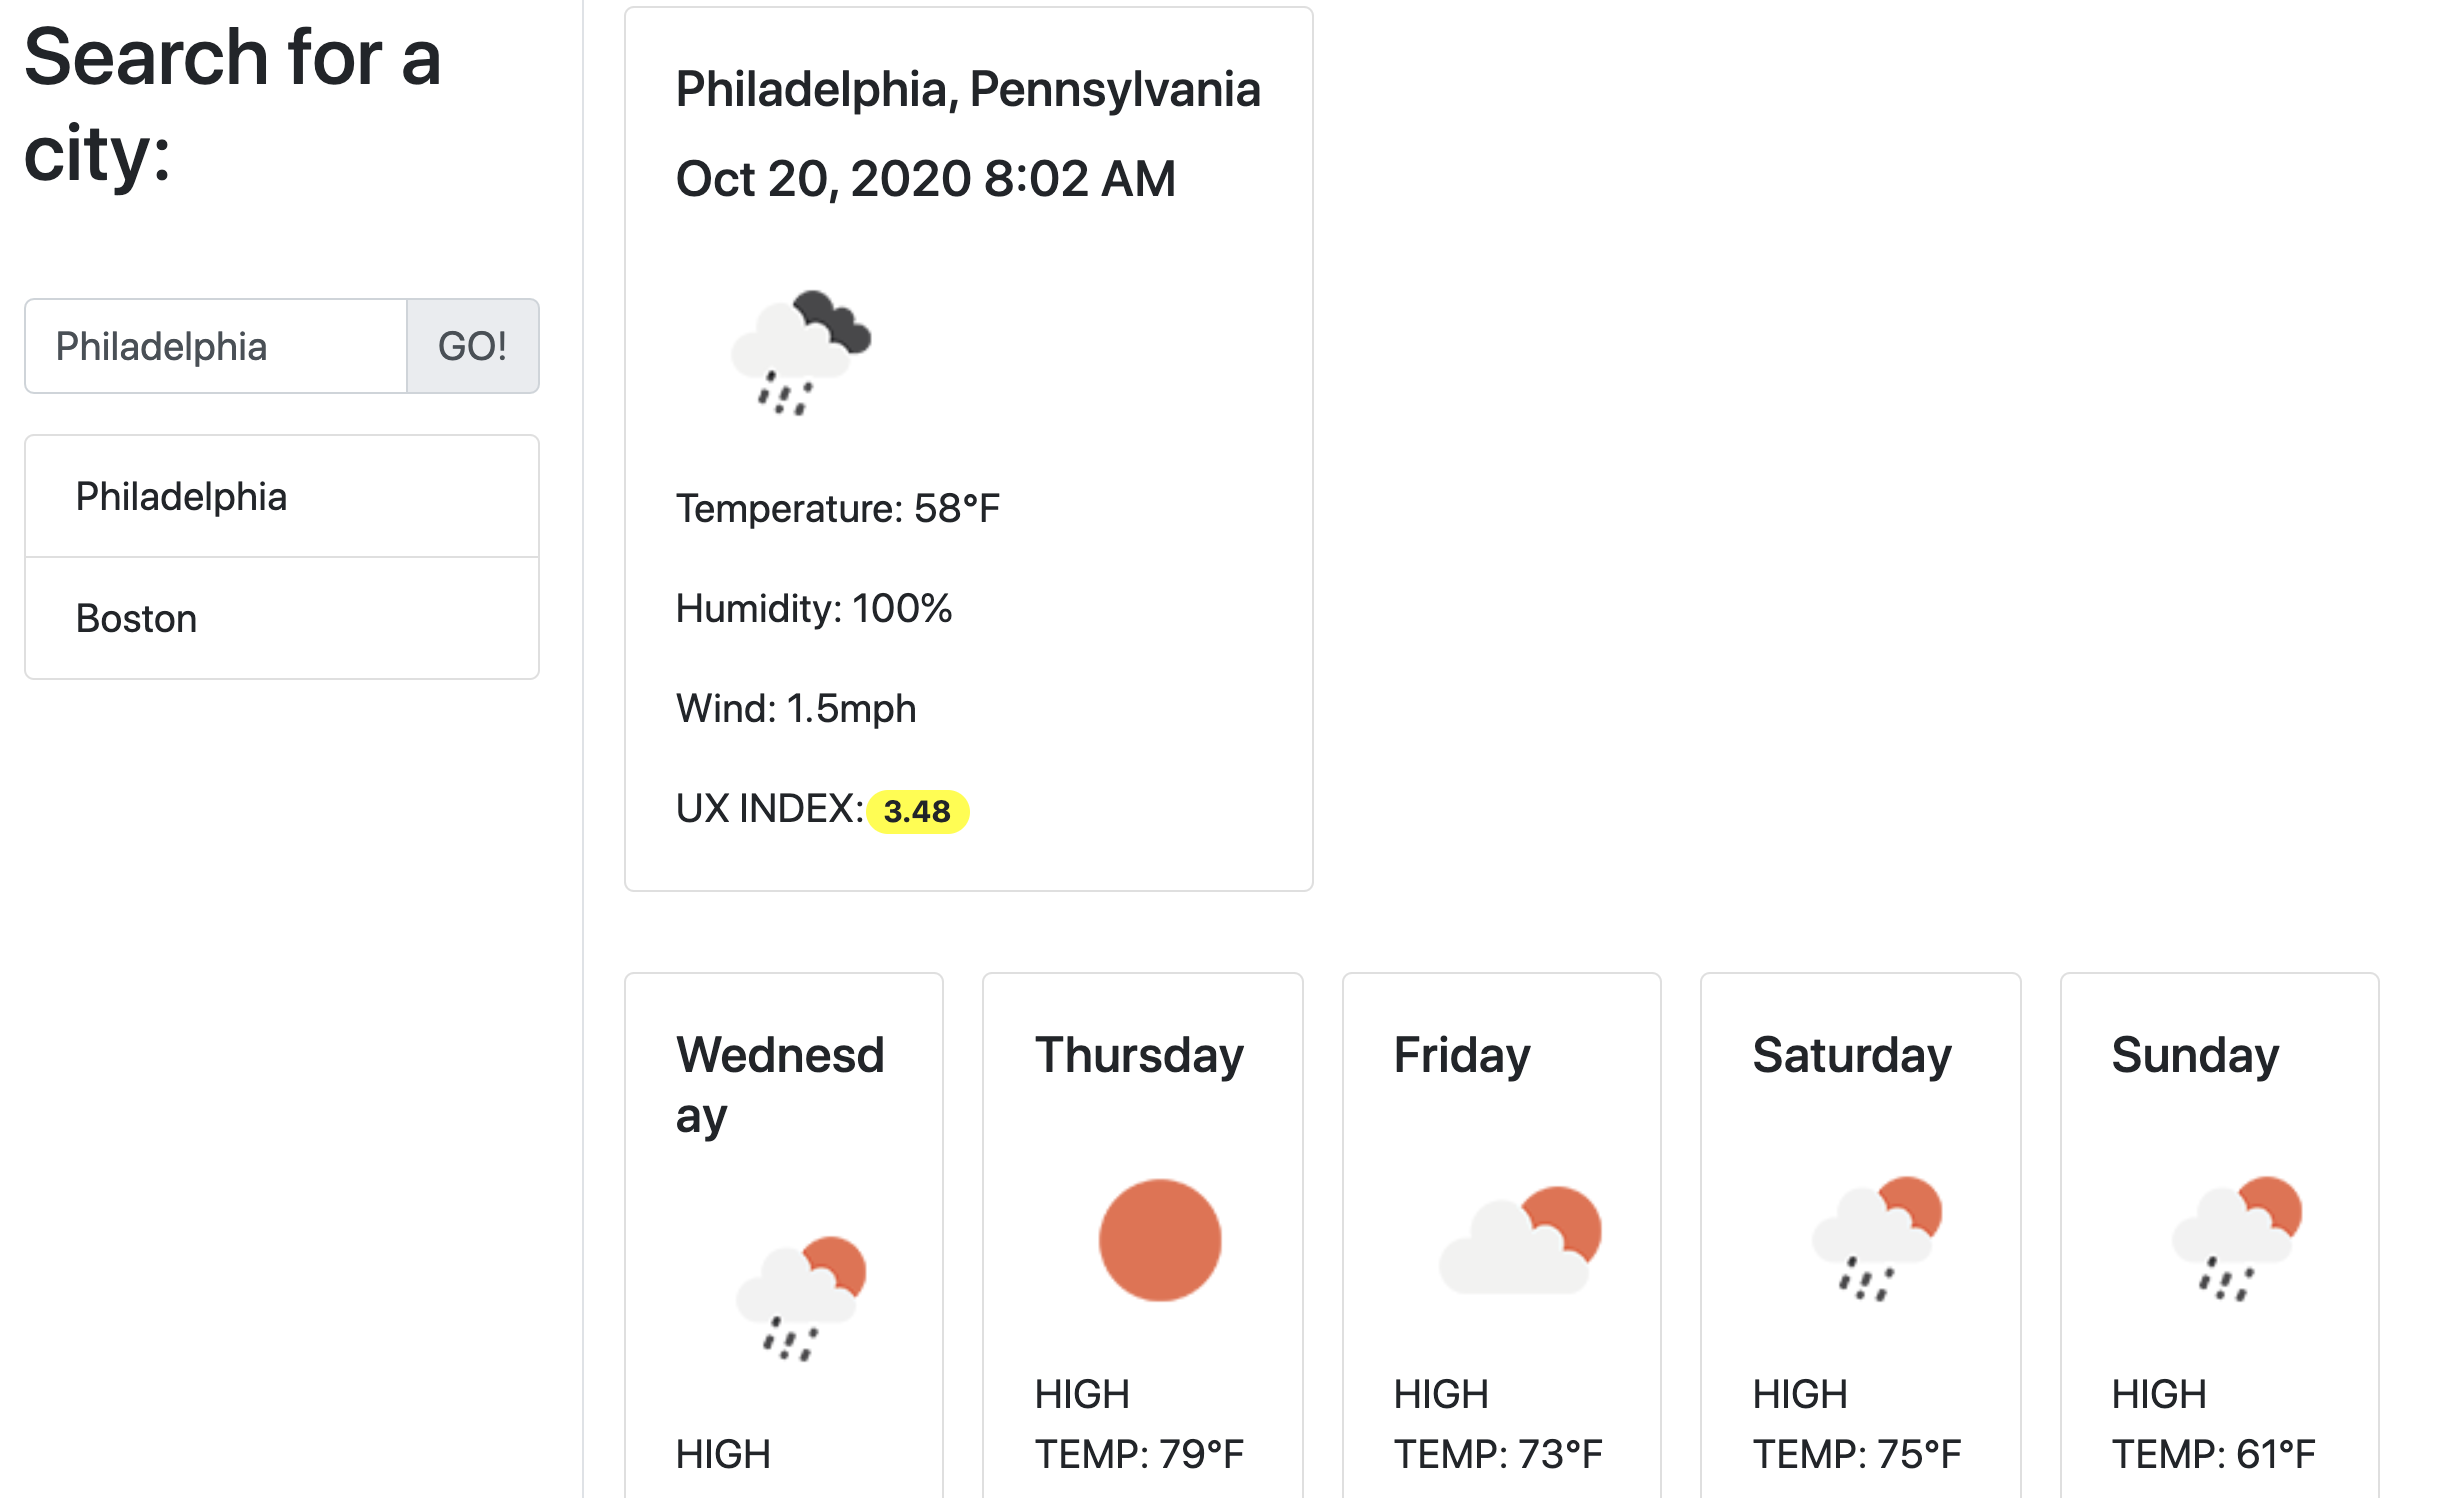 Search for a
city:
Philadelphia GO!
Philadelphia
Boston
Philadelphia, Pennsylvania
Oct 20, 2020 8:02 AM
Temperature: 58°F
Humidity: 100%
Wind: 1.5mph
UX INDEX: 3.48
Wednesd
ay
HIGH
Thursday
HIGH
TEMP: 79°F
Friday
HIGH
TEMP: 73°F
Saturday
HIGH
TEMP: 75°F
Sunday
HIGH
TEMP: 61°F